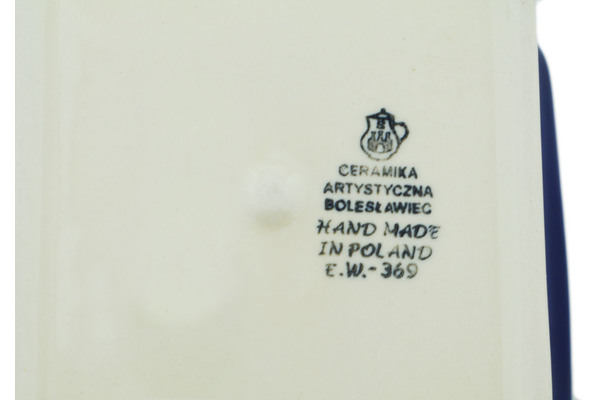 CERAMIKA
ARTYSTYCZNA
BOLESŁAWIEC
HAND MADE
IN POLAND
E.W.-369